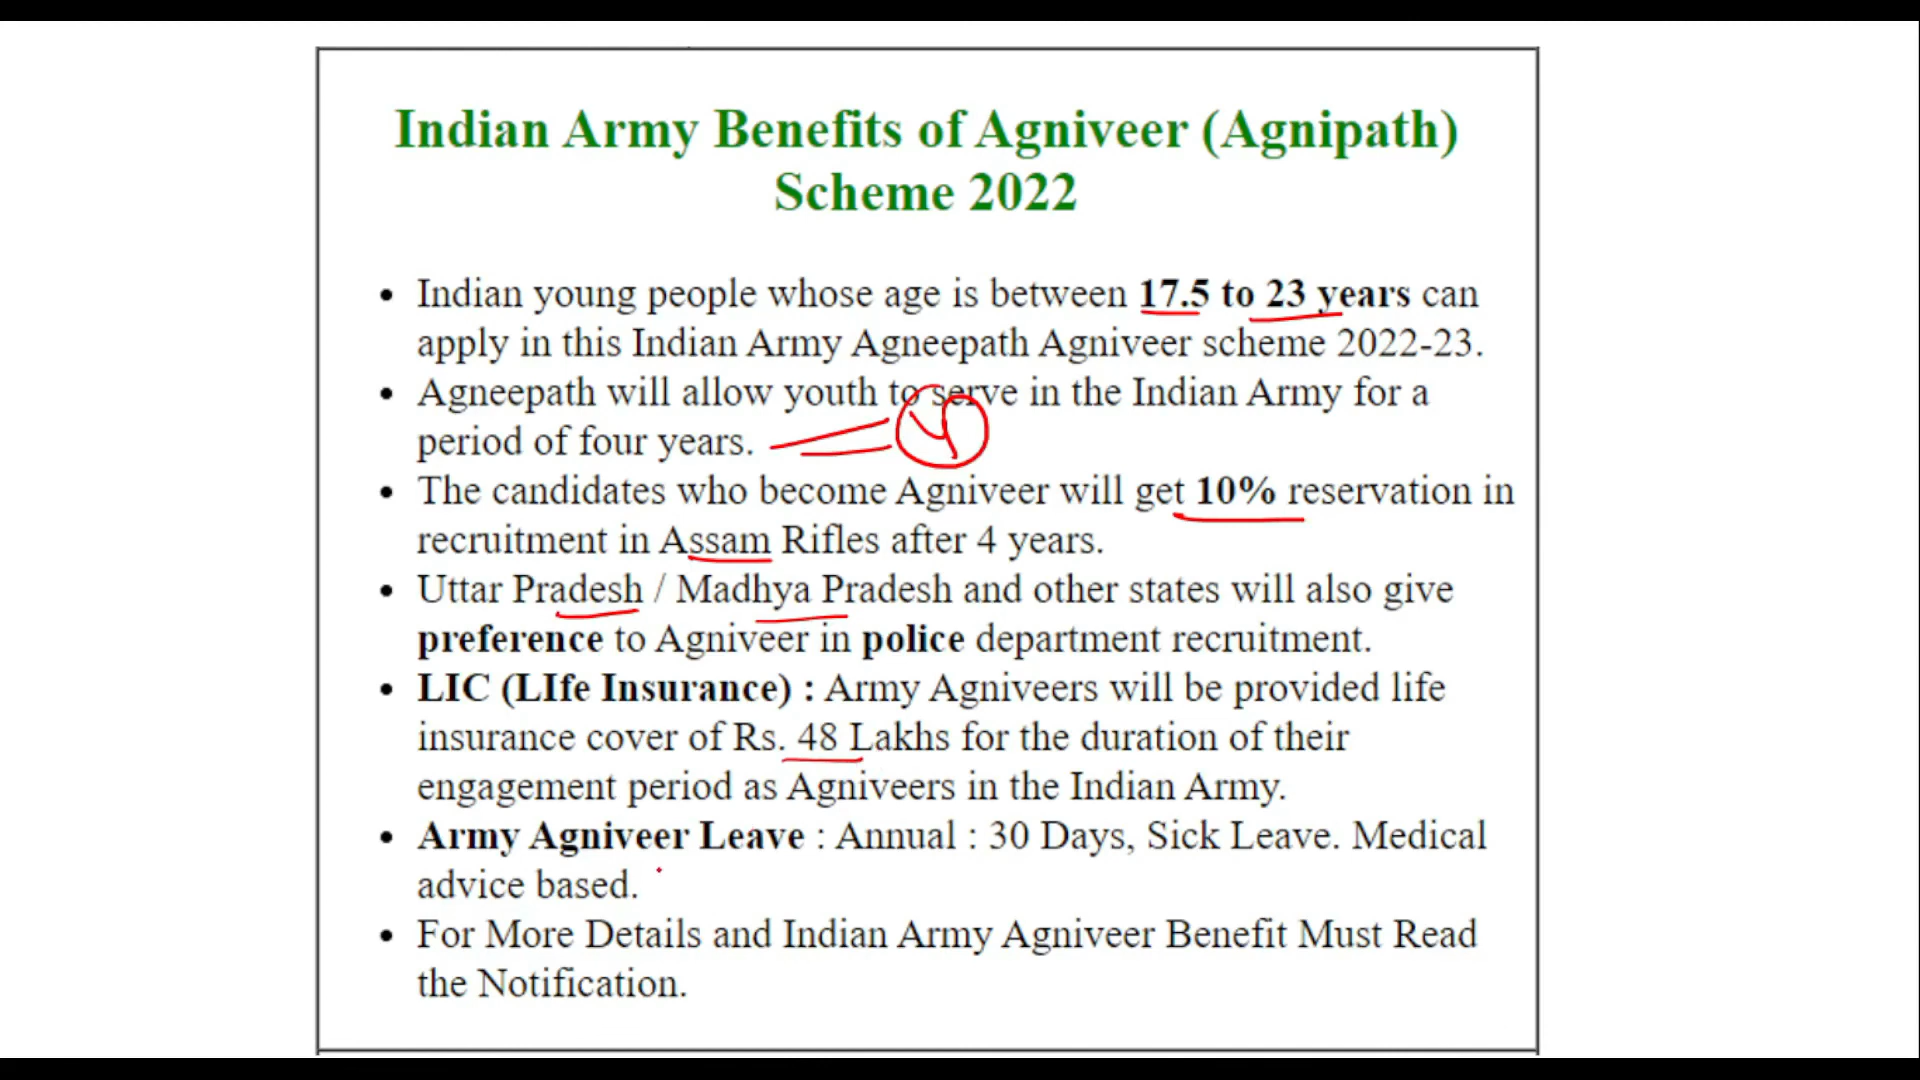 Indian Army Benefits of Agniveer (Agnipath)
Scheme 2022
• Indian young people whose age is between 17.5 to 23 years can
apply in this Indian Army Agneepath Agniveer scheme 2022-23.
• Agneepath will allow youth to serve in the Indian Army for a
period of four years. 4
• The candidates who become Agniveer will get 10% reservation in
recruitment in Assam Rifles after 4 years.
• Uttar Pradesh / Madhya Pradesh and other states will also give
preference to Agniveer in police department recruitment.
• LIC (LIfe Insurance) : Army Agniveers will be provided life
insurance cover of Rs. 48 Lakhs for the duration of their
engagement period as Agniveers in the Indian Army.
• Army Agniveer Leave : Annual : 30 Days, Sick Leave. Medical
advice based.
• For More Details and Indian Army Agniveer Benefit Must Read
the Notification.